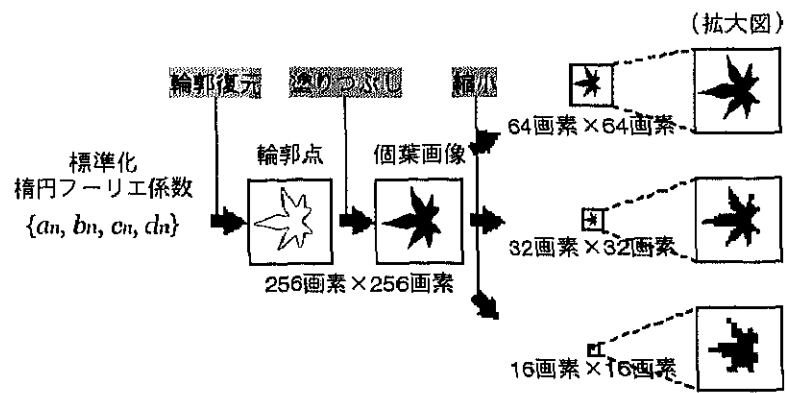 (拡大図)
輪郭復元
塗りつぶし
縮小
64画素×64画素
標準化
楕円フーリエ係数
{an, bn, cn, dn}
輪郭点
個葉画像
256画素×256画素
32画素×32画素
16画素×16画素